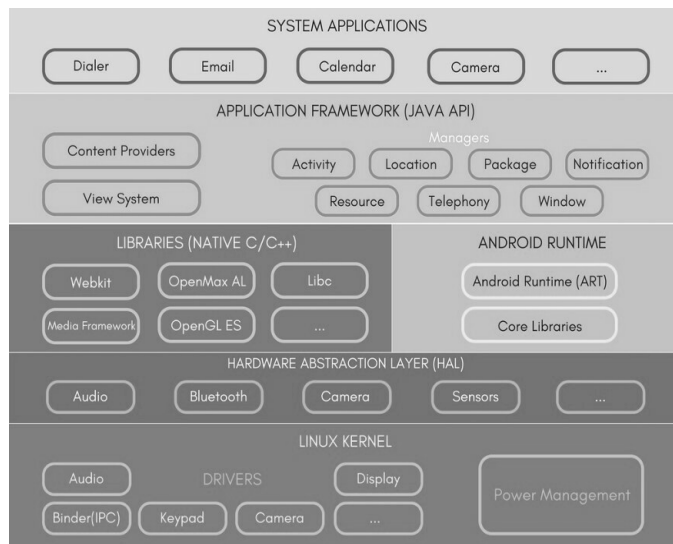 SYSTEM APPLICATIONS
Dialer Email Calendar Camera ...
APPLICATION FRAMEWORK (JAVA API)
Managers
Content Providers
Activity Location Package Notification
View System
Resource Telephony Window
LIBRARIES (NATIVE C/C++)
Webkit OpenMax AL Libc
Media Framework OpenGL ES ...
ANDROID RUNTIME
Android Runtime (ART)
Core Libraries
HARDWARE ABSTRACTION LAYER (HAL)
Audio Bluetooth Camera Sensors ...
LINUX KERNEL
Audio DRIVERS Display
Binder(IPC) Keypad Camera ...
Power Management